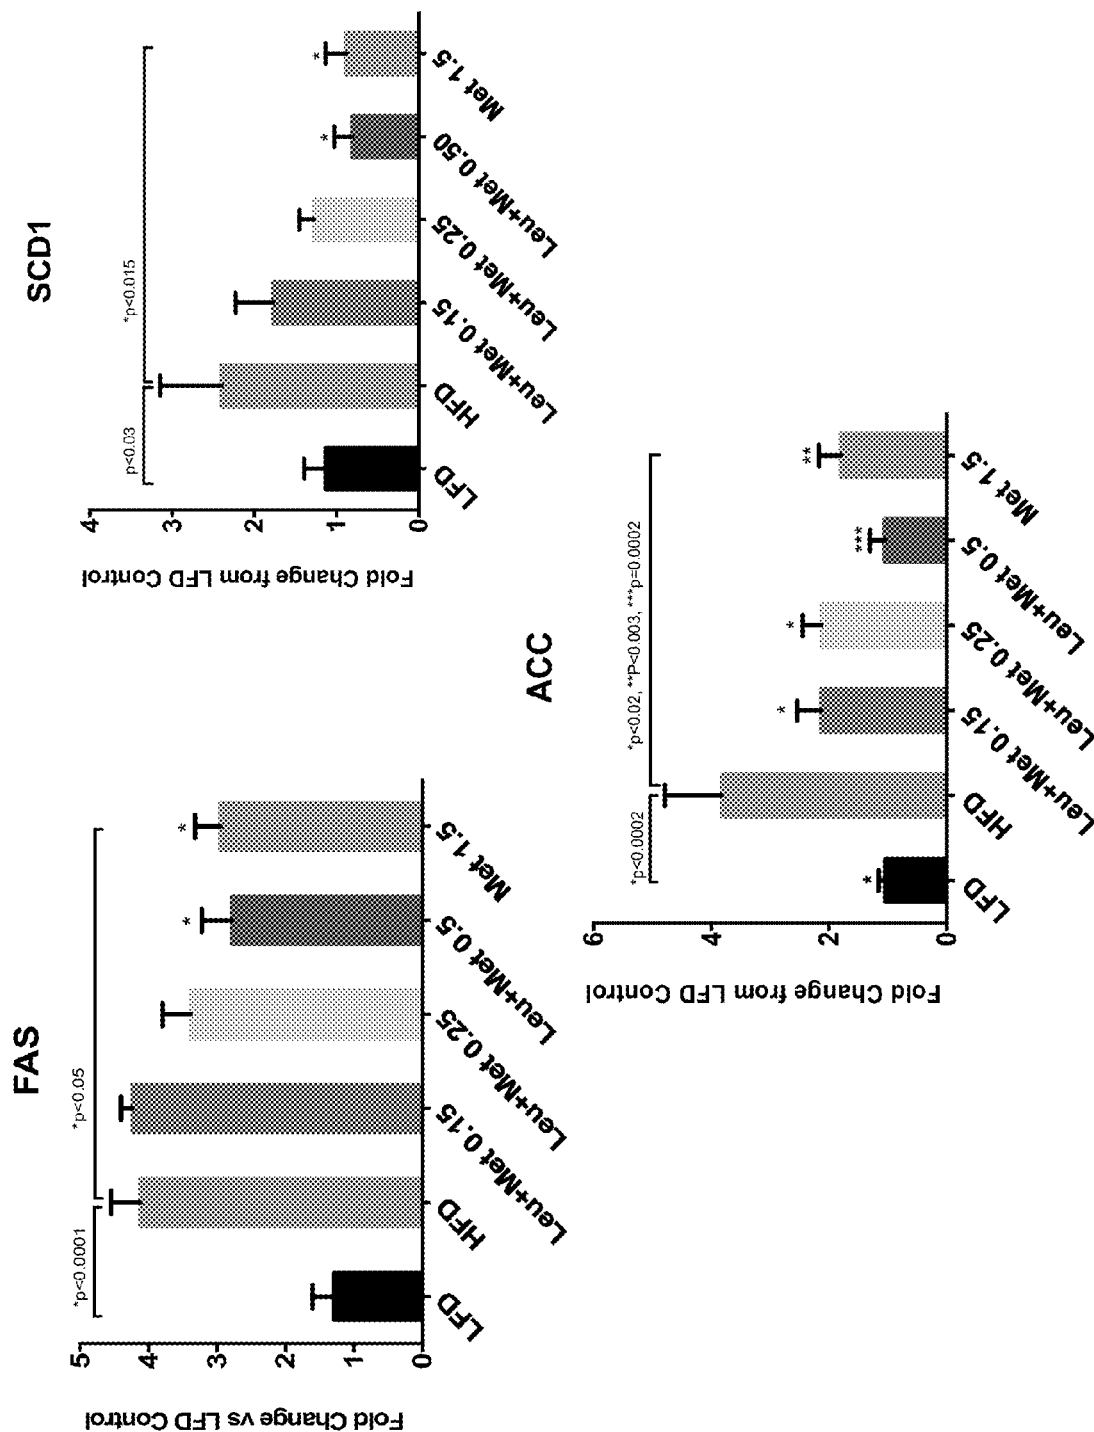 FAS
Fold Change vs LFD Control
5
4
3
2
1
0
*p<0.0001
*p<0.05
*
*
LFD
HFD
Leu+Met 0.15
Leu+Met 0.25
Leu+Met 0.5
Met 1.5
SCD1
Fold Change from LFD Control
4
3
2
1
0
p<0.03
*p<0.015
*
*
LFD
HFD
Leu+Met 0.15
Leu+Met 0.25
Leu+Met 0.50
Met 1.5
ACC
Fold Change from LFD Control
6
4
2
0
*p<0.0002
*p<0.02, **P<0.003, ***p=0.0002
*
*
*
***
**
LFD
HFD
Leu+Met 0.15
Leu+Met 0.25
Leu+Met 0.5
Met 1.5